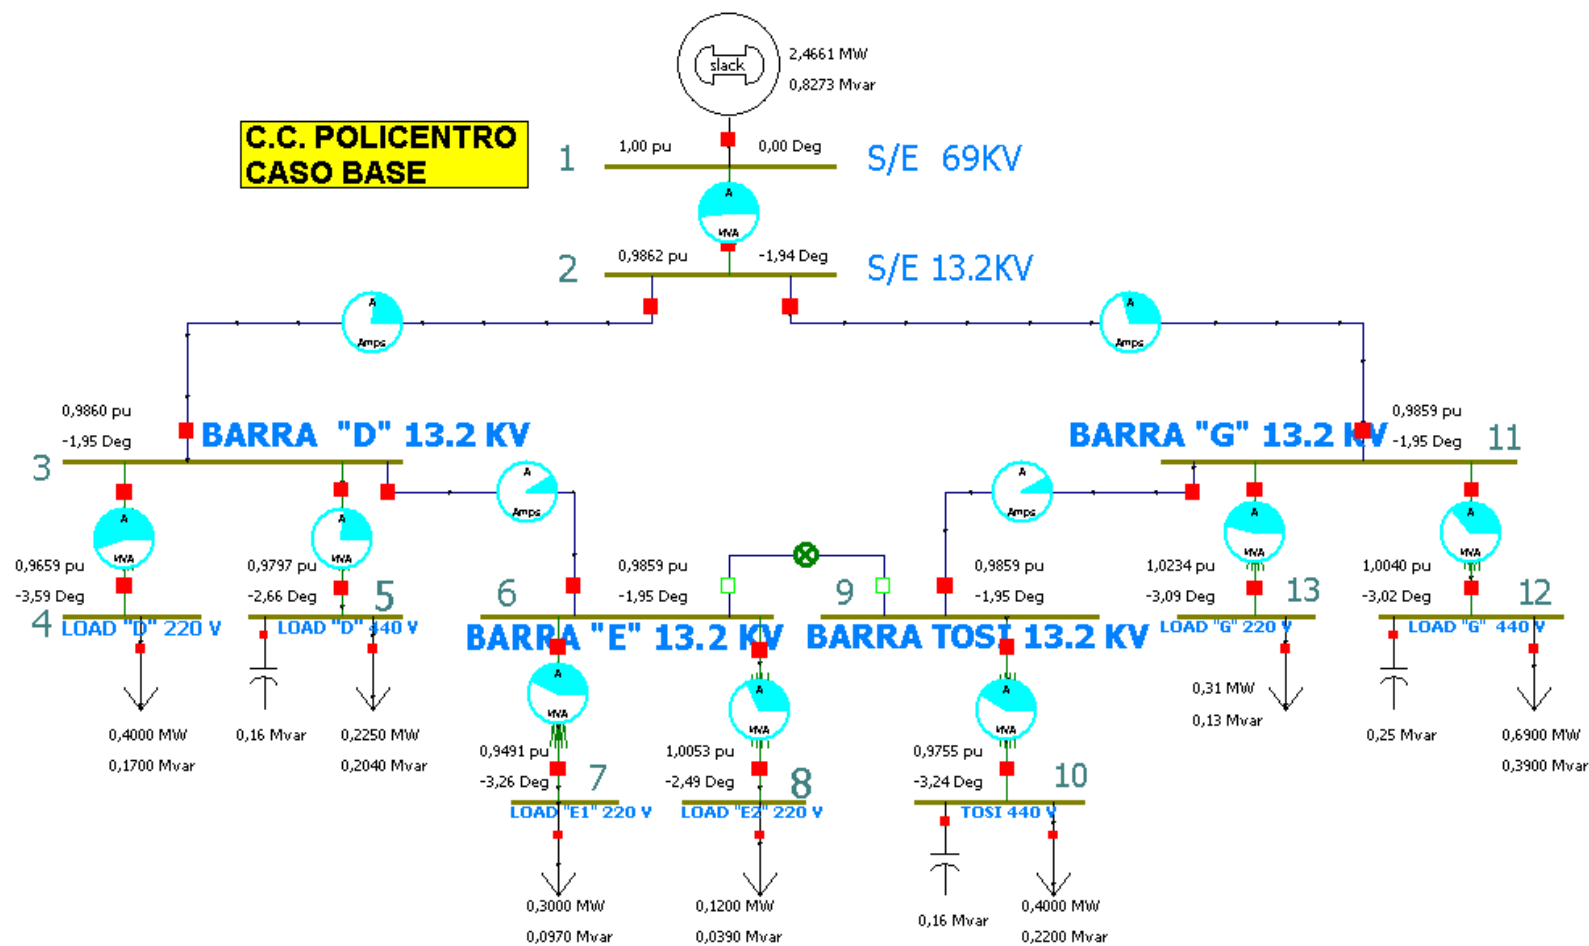 slack
2,4661 MW
0,8273 Mvar
C.C. POLICENTRO
CASO BASE
1
1,00 pu
0,00 Deg
S/E 69KV
A
MVA
2
0,9862 pu
-1,94 Deg
S/E 13.2KV
A
Amps
A
Amps
0,9860 pu
-1,95 Deg
BARRA "D" 13.2 KV
3
BARRA "G" 13.2 KV
0,9859 pu
-1,95 Deg
11
A
Amps
A
Amps
A
MVA
A
MVA
A
MVA
A
MVA
0,9659 pu
-3,59 Deg
4
LOAD "D" 220 V
0,9797 pu
-2,66 Deg
5
LOAD "D" 440 V
6
0,9859 pu
-1,95 Deg
BARRA "E" 13.2 KV
9
0,9859 pu
-1,95 Deg
BARRA TOSI 13.2 KV
1,0234 pu
-3,09 Deg
13
LOAD "G" 220 V
1,0040 pu
-3,02 Deg
12
LOAD "G" 440 V
0,4000 MW
0,1700 Mvar
0,16 Mvar
0,2250 MW
0,2040 Mvar
A
MVA
A
MVA
A
MVA
0,31 MW
0,13 Mvar
0,25 Mvar
0,6900 MW
0,3900 Mvar
0,9491 pu
-3,26 Deg
7
LOAD "E1" 220 V
1,0053 pu
-2,49 Deg
8
LOAD "E2" 220 V
0,9755 pu
-3,24 Deg
10
TOSI 440 V
0,3000 MW
0,0970 Mvar
0,1200 MW
0,0390 Mvar
0,16 Mvar
0,4000 MW
0,2200 Mvar